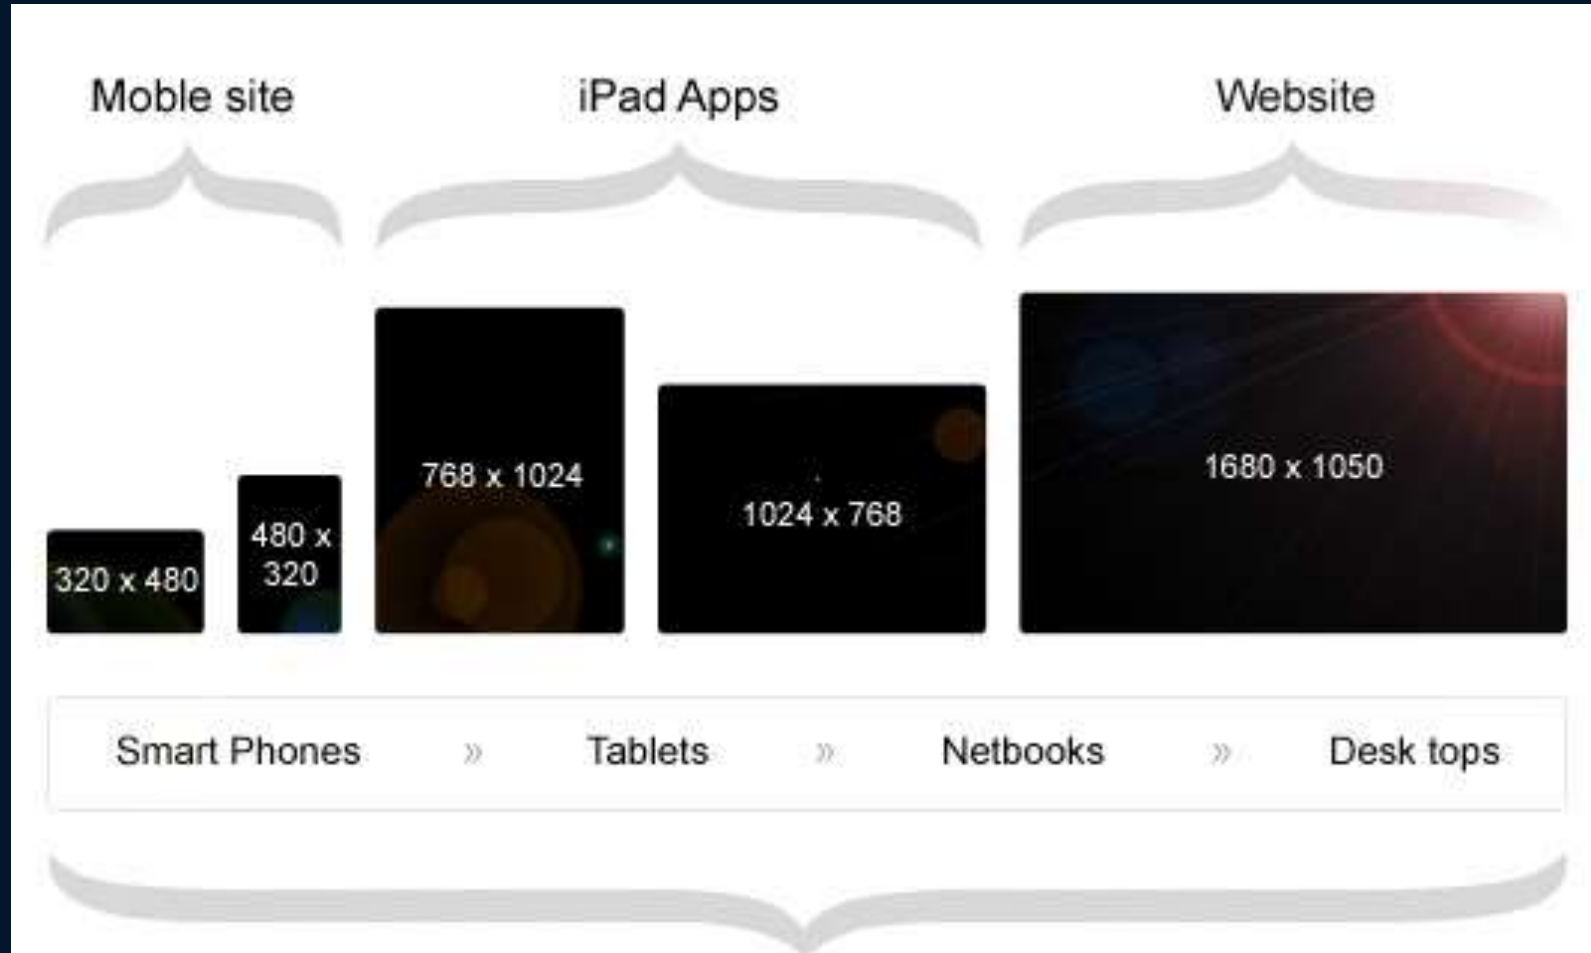 Moble site
iPad Apps
Website
320 x 480
480 x
320
768 x 1024
1024 x 768
1680 x 1050
Smart Phones » Tablets » Netbooks » Desk tops